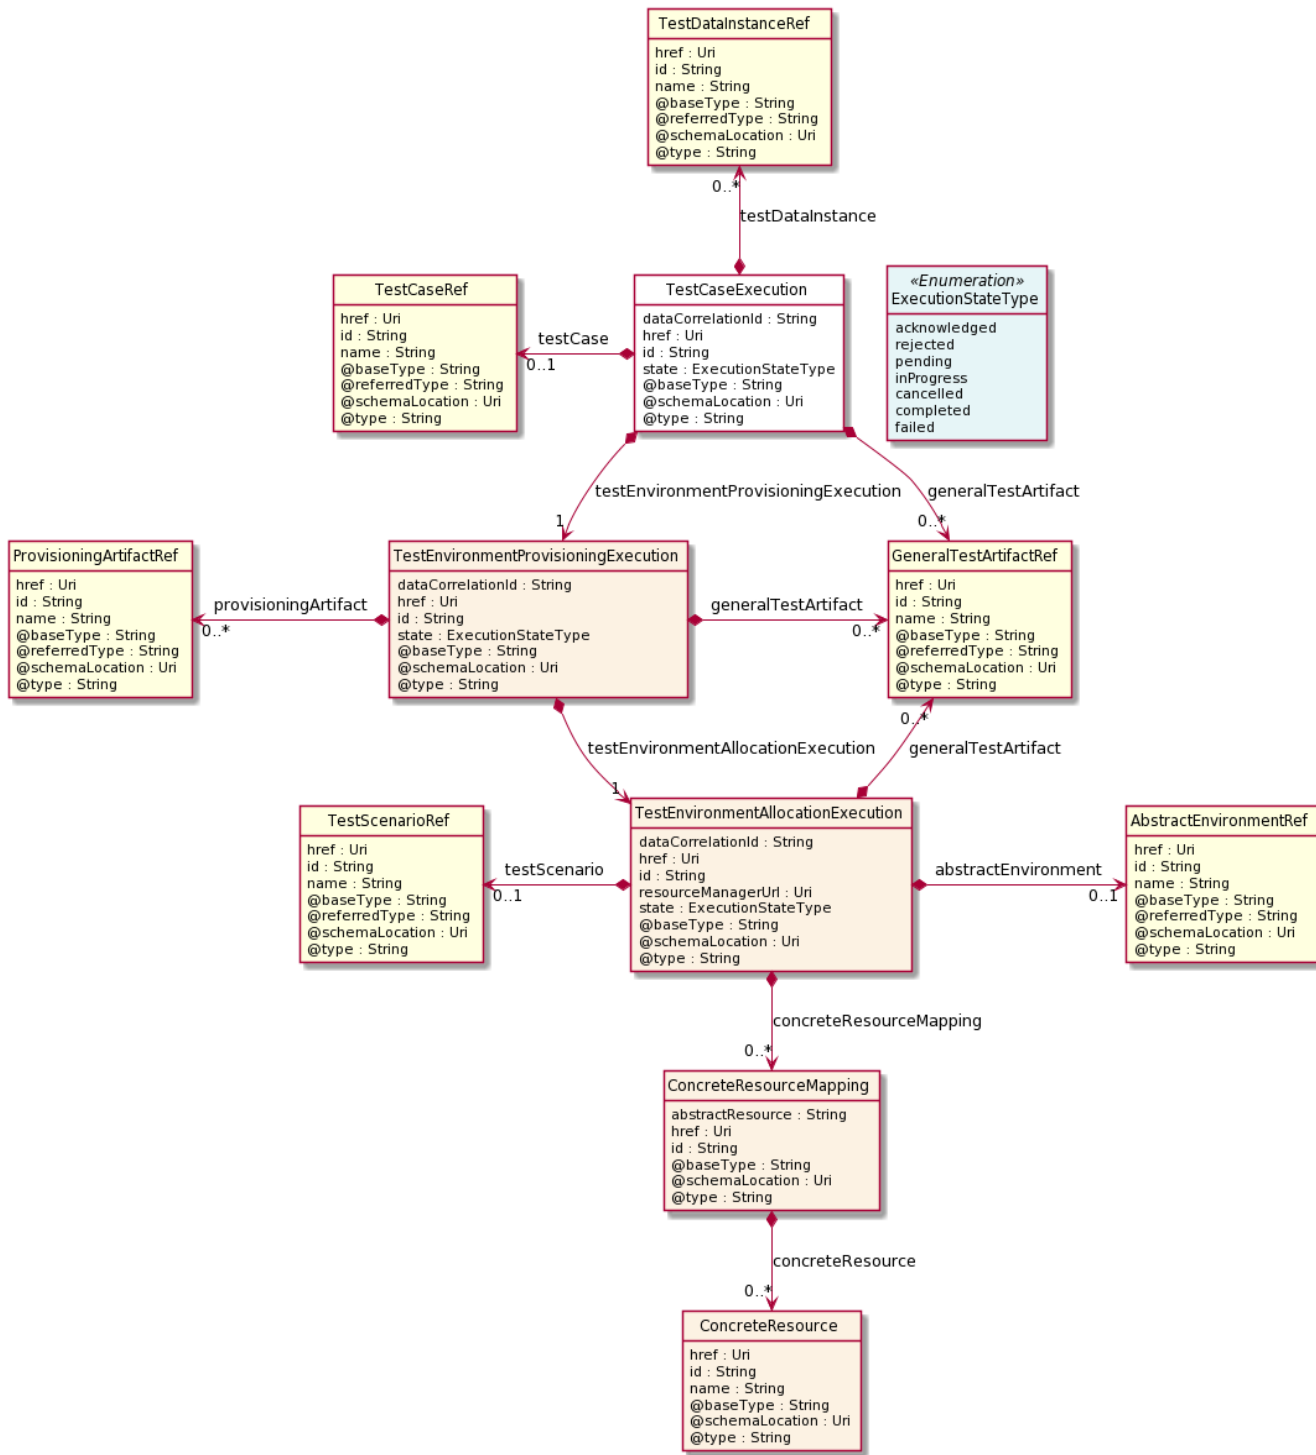 TestDataInstanceRef
href : Uri
id : String
name : String
@baseType : String
@referredType : String
@schemaLocation : Uri
@type : String
0..*
testDataInstance
TestCaseRef
href : Uri
id : String
name : String
@baseType : String
@referredType : String
@schemaLocation : Uri
@type : String
testCase
0..1
TestCaseExecution
dataCorrelationId : String
href : Uri
id : String
state : ExecutionStateType
@baseType : String
@schemaLocation : Uri
@type : String
«Enumeration»
ExecutionStateType
acknowledged
rejected
pending
inProgress
cancelled
completed
failed
testEnvironmentProvisioningExecution
1
generalTestArtifact
0..*
ProvisioningArtifactRef
href : Uri
id : String
name : String
@baseType : String
@referredType : String
@schemaLocation : Uri
@type : String
provisioningArtifact
0..*
TestEnvironmentProvisioningExecution
dataCorrelationId : String
href : Uri
id : String
state : ExecutionStateType
@baseType : String
@schemaLocation : Uri
@type : String
generalTestArtifact
0..*
GeneralTestArtifactRef
href : Uri
id : String
name : String
@baseType : String
@referredType : String
@schemaLocation : Uri
@type : String
testEnvironmentAllocationExecution
1
0..*
generalTestArtifact
TestScenarioRef
href : Uri
id : String
name : String
@baseType : String
@referredType : String
@schemaLocation : Uri
@type : String
testScenario
0..1
TestEnvironmentAllocationExecution
dataCorrelationId : String
href : Uri
id : String
resourceManagerUrl : Uri
state : ExecutionStateType
@baseType : String
@schemaLocation : Uri
@type : String
abstractEnvironment
0..1
AbstractEnvironmentRef
href : Uri
id : String
name : String
@baseType : String
@referredType : String
@schemaLocation : Uri
@type : String
concreteResourceMapping
0..*
ConcreteResourceMapping
abstractResource : String
href : Uri
id : String
@baseType : String
@schemaLocation : Uri
@type : String
concreteResource
0..*
ConcreteResource
href : Uri
id : String
name : String
@baseType : String
@schemaLocation : Uri
@type : String